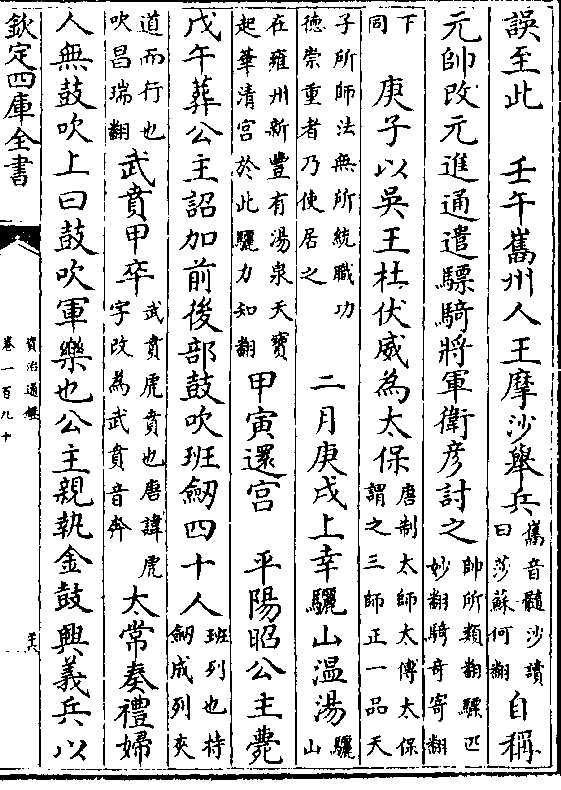 誤至此　壬午巂州人王摩沙舉兵巂音髓沙讀曰莎蘇何翻自稱
元帥改元進通遣驃騎將軍衛彥討之帥所類翻驃匹妙翻騎奇寄翻
下同　庚子以吳王杜伏威為太保唐制太師太傅太保謂之三師正一品天
子所師法無所統職功德崇重者乃使居之　二月庚戌上幸驪山温湯驪山
在雍州新豐有湯泉天寶起華清宮於此驪力知翻　甲寅還宮　平陽昭公主薨
戊午葬公主詔加前後部鼓吹班劒四十人班列也持劒成列夾
道而行也吹昌瑞翻　武賁甲卒武賁虎賁也唐諱虎字改為武賁音奔　太常奏禮婦
人無鼓吹上曰鼓吹軍樂也公主親執金鼓興義兵以
欽定四庫全書
資治通鑑
卷一百九十